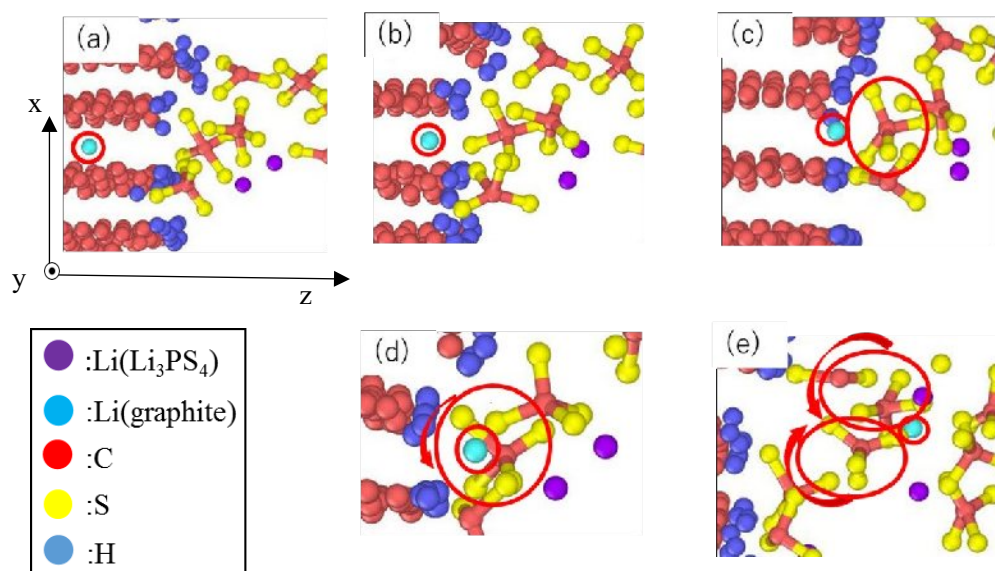 (a)
(b)
(c)
x
y
z
:Li(Li₃PS₄)
:Li(graphite)
:C
:S
:H
(d)
(e)